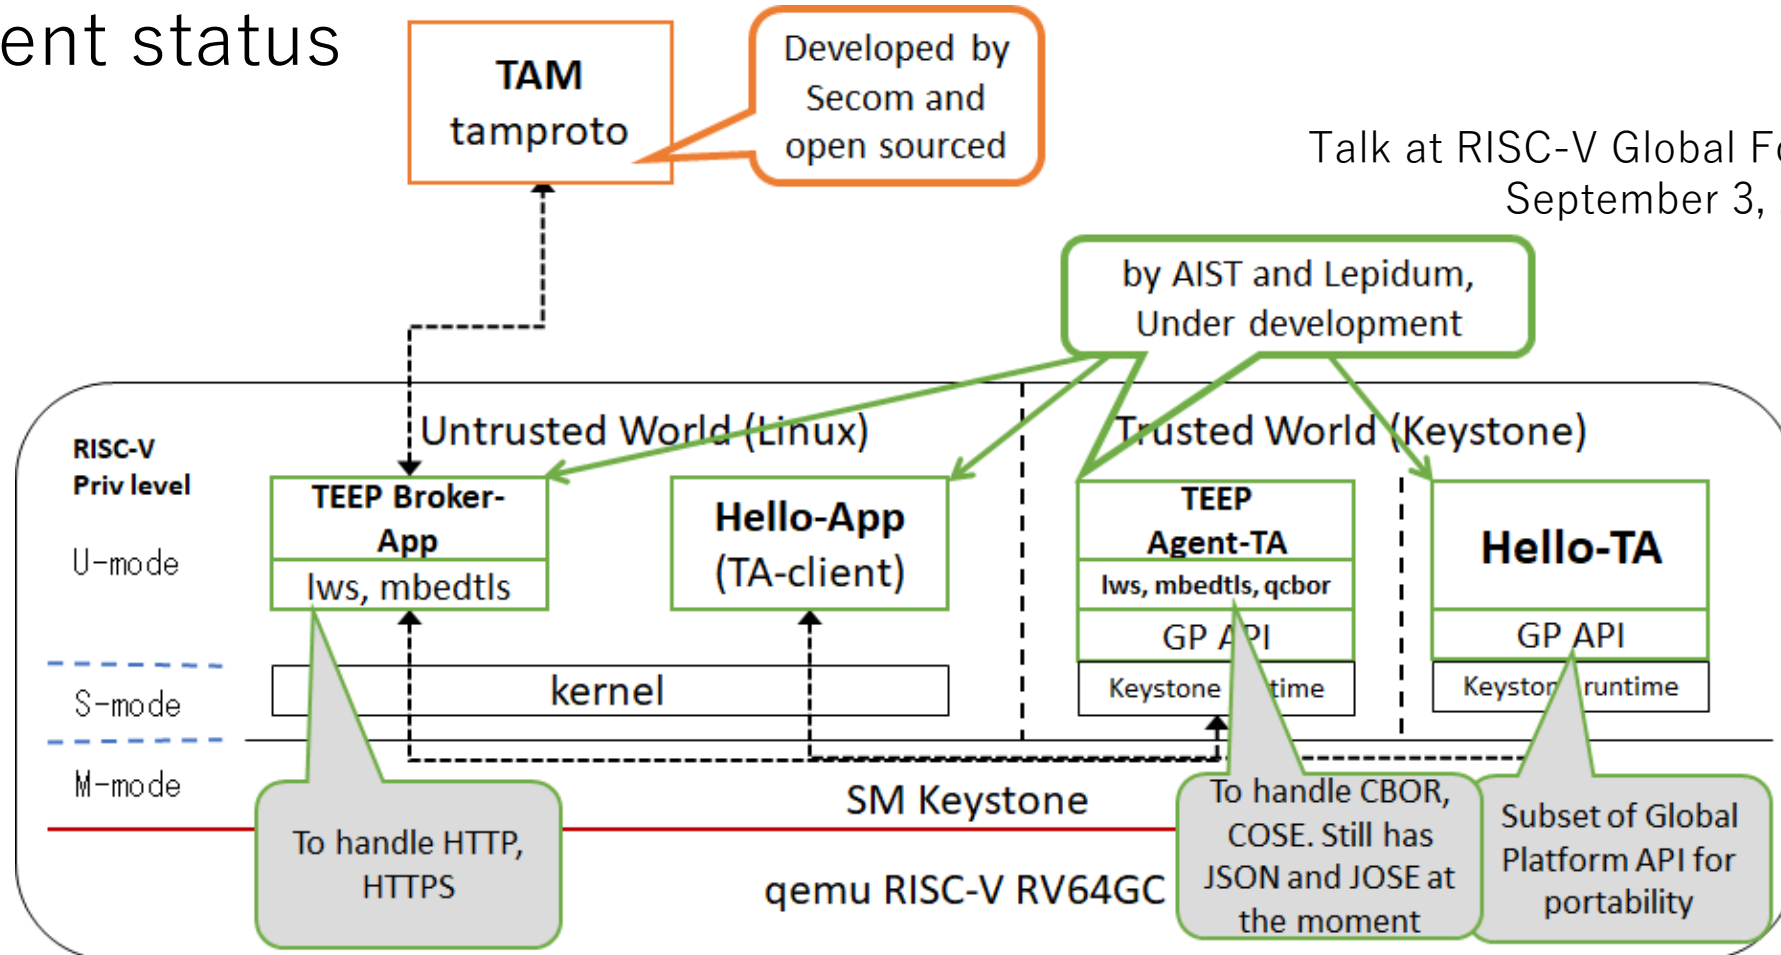 ent status
TAM
tamproto
Developed by
Secom and
open sourced
Talk at RISC-V Global
September 3,
by AIST and Lepidum,
Under development
Untrusted World (Linux)
Trusted World (Keystone)
RISC-V
Priv level
U-mode
S-mode
M-mode
TEEP Broker-
App
lws, mbedtls
Hello-App
(TA-client)
TEEP
Agent-TA
lws, mbedtls, qcbor
GP API
Keystone time
Hello-TA
GP API
Keyston runtime
kernel
SM Keystone
qemu RISC-V RV64GC
To handle HTTP,
HTTPS
To handle CBOR,
COSE. Still has
JSON and JOSE at
the moment
Subset of Global
Platform API for
portability